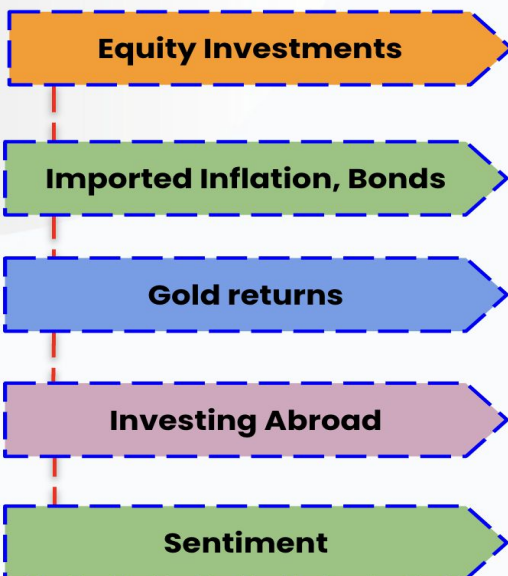 Equity Investments
Imported Inflation, Bonds
Gold returns
Investing Abroad
Sentiment